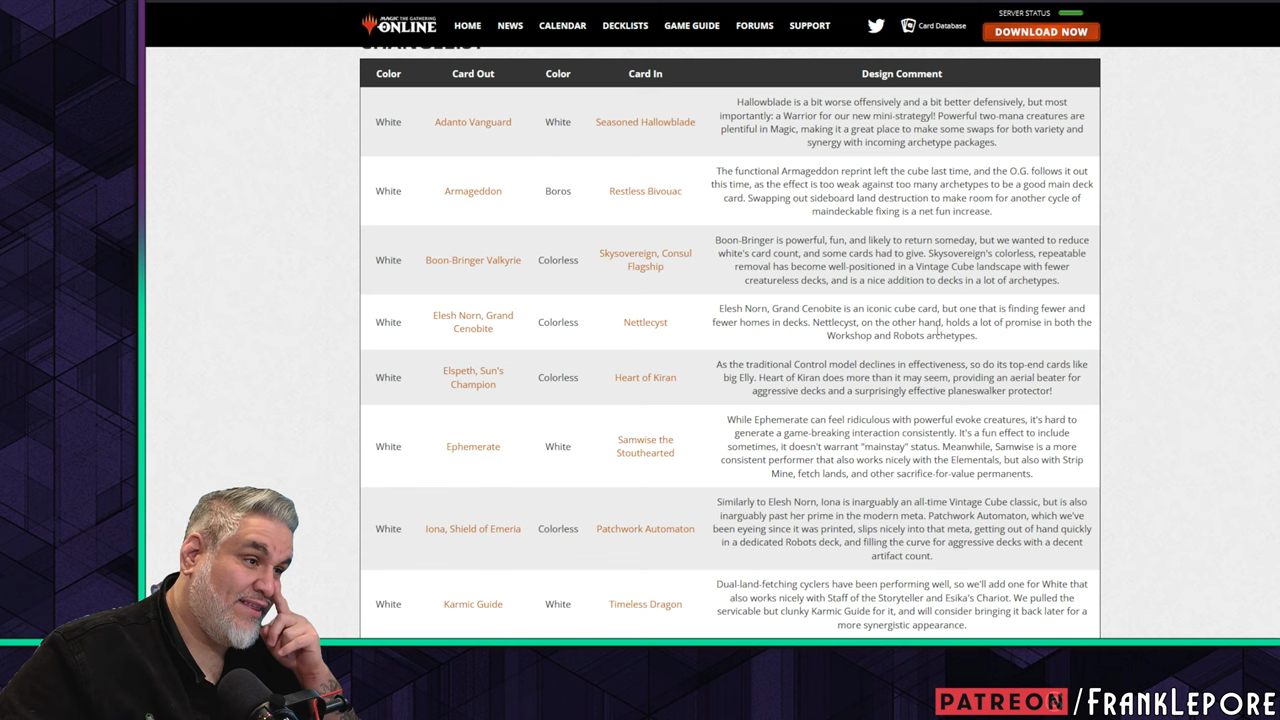 MAGIC THE GATHERING
ONLINE
HOME NEWS CALENDAR DECKLISTS GAME GUIDE FORUMS SUPPORT
Card Database
SERVER STATUS
DOWNLOAD NOW
CHANGELIST
Color Card Out Color Card In Design Comment
White Adanto Vanguard White Seasoned Hallowblade
Hallowblade is a bit worse offensively and a bit better defensively, but most
importantly: a Warrior for our new mini-strategy! Powerful two-mana creatures are
plentiful in Magic, making it a great place to make some swaps for both variety and
synergy with incoming archetype packages.
White Armageddon Boros Restless Bivouac
The functional Armageddon reprint left the cube last time, and the O.G. follows it out
this time, as the effect is too weak against too many archetypes to be a good main deck
card. Swapping out sideboard land destruction to make room for another cycle of
maindeckable fixing is a net fun increase.
White Boon-Bringer Valkyrie Colorless Skysovereign, Consul
Flagship
Boon-Bringer is powerful, fun, and likely to return someday, but we wanted to reduce
white's card count, and some cards had to give. Skysovereign's colorless, repeatable
removal has become well-positioned in a Vintage Cube landscape with fewer
creatureless decks, and is a nice addition to decks in a lot of archetypes.
White Elesh Norn, Grand
Cenobite
Colorless Nettlecyst
Elesh Norn, Grand Cenobite is an iconic cube card, but one that is finding fewer and
fewer homes in decks. Nettlecyst, on the other hand, holds a lot of promise in both the
Workshop and Robots archetypes.
White Elspeth, Sun's
Champion
Colorless Heart of Kiran
As the traditional Control model declines in effectiveness, so do its top-end cards like
big Elly. Heart of Kiran does more than it may seem, providing an aerial beater for
aggressive decks and a surprisingly effective planeswalker protector!
White Ephemerate White Samwise the
Stouthearted
While Ephemerate can feel ridiculous with powerful evoke creatures, it's hard to
generate a game-breaking interaction consistently. It's a fun effect to include
sometimes, it doesn't warrant "mainstay" status. Meanwhile, Samwise is a more
consistent performer that also works nicely with the Elementals, but also with Strip
Mine, fetch lands, and other sacrifice-for-value permanents.
White Iona, Shield of Emeria Colorless Patchwork Automaton
Similarly to Elesh Norn, Iona is inarguably an all-time Vintage Cube classic, but is also
inarguably past her prime in the modern meta. Patchwork Automaton, which we've
been eyeing since it was printed, slips nicely into that meta, getting out of hand quickly
in a dedicated Robots deck, and filling the curve for aggressive decks with a decent
artifact count.
White Karmic Guide White Timeless Dragon
Dual-land-fetching cyclers have been performing well, so we'll add one for White that
also works nicely with Staff of the Storyteller and Esika's Chariot. We pulled the
servicable but clunky Karmic Guide for it, and will consider bringing it back later for a
more synergistic appearance.
PATREON/FRANKLEPORE